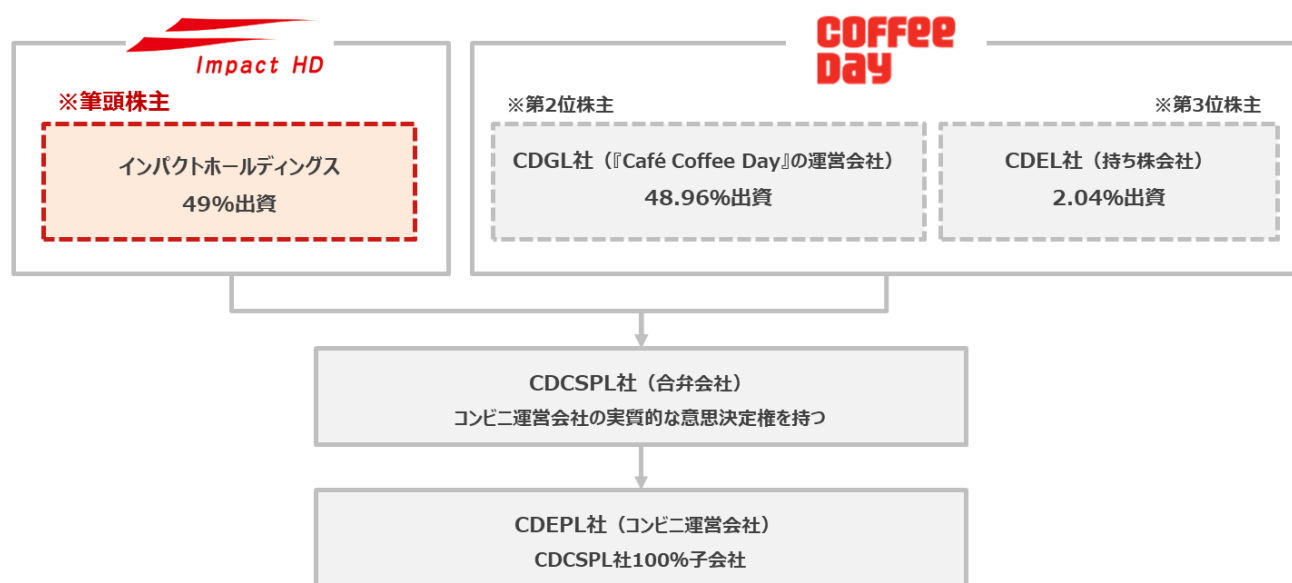 Impact HD
COFFEE
DAY
※筆頭株主
インパクトホールディングス
49%出資
※第2位株主
CDGL社（『Café Coffee Day』の運営会社）
48.96%出資
※第3位株主
CDEL社（持ち株会社）
2.04%出資
CDCSPL社（合弁会社）
コンビニ運営会社の実質的な意思決定権を持つ
CDEPL社（コンビニ運営会社）
CDCSPL社100%子会社